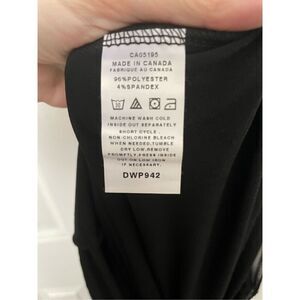 CA05195
MADE IN CANADA
FABRIQUE AU CANADA
96%POLYESTER
4%SPANDEX
MACHINE WASH COLD
INSIDE OUT SEPARATELY
SHORT CYCLE,
NON-CHLORINE BLEACH
WHEN NEEDED,TUMBLE
DRY LOW,REMOVE
PROMPTLY,PRESS INSIDE
OUT ON LOW IRON
IF NECESSARY.
DWP942